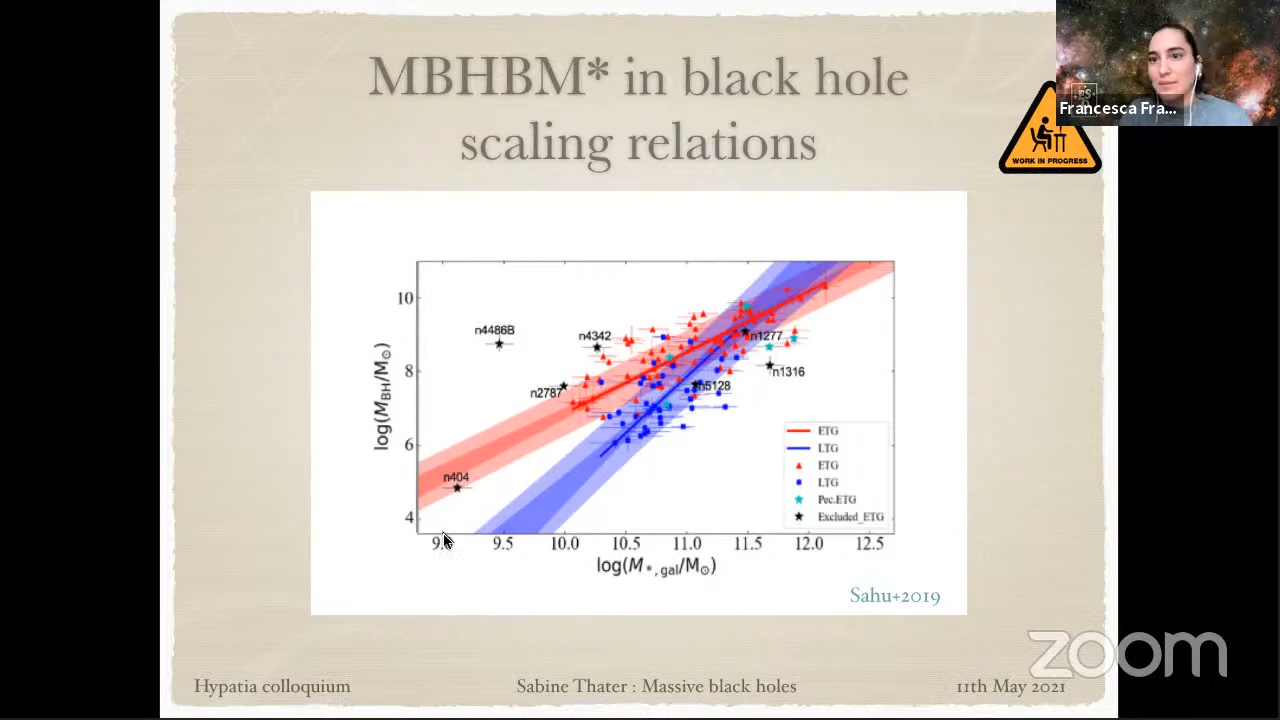 MBHBM* in black hole
scaling relations
Francesca Fra...
WORK IN PROGRESS
log(M_BH/M☉)
10
8
6
4
n4486B
n4342
n1277
n1316
n2787
n5128
n404
ETG
LTG
ETG
LTG
Pec.ETG
Excluded_ETG
9.
9.5
10.0
10.5
11.0
11.5
12.0
12.5
log(M_*,gal/M☉)
Sahu+2019
zoom
Hypatia colloquium
Sabine Thater : Massive black holes
11th May 2021